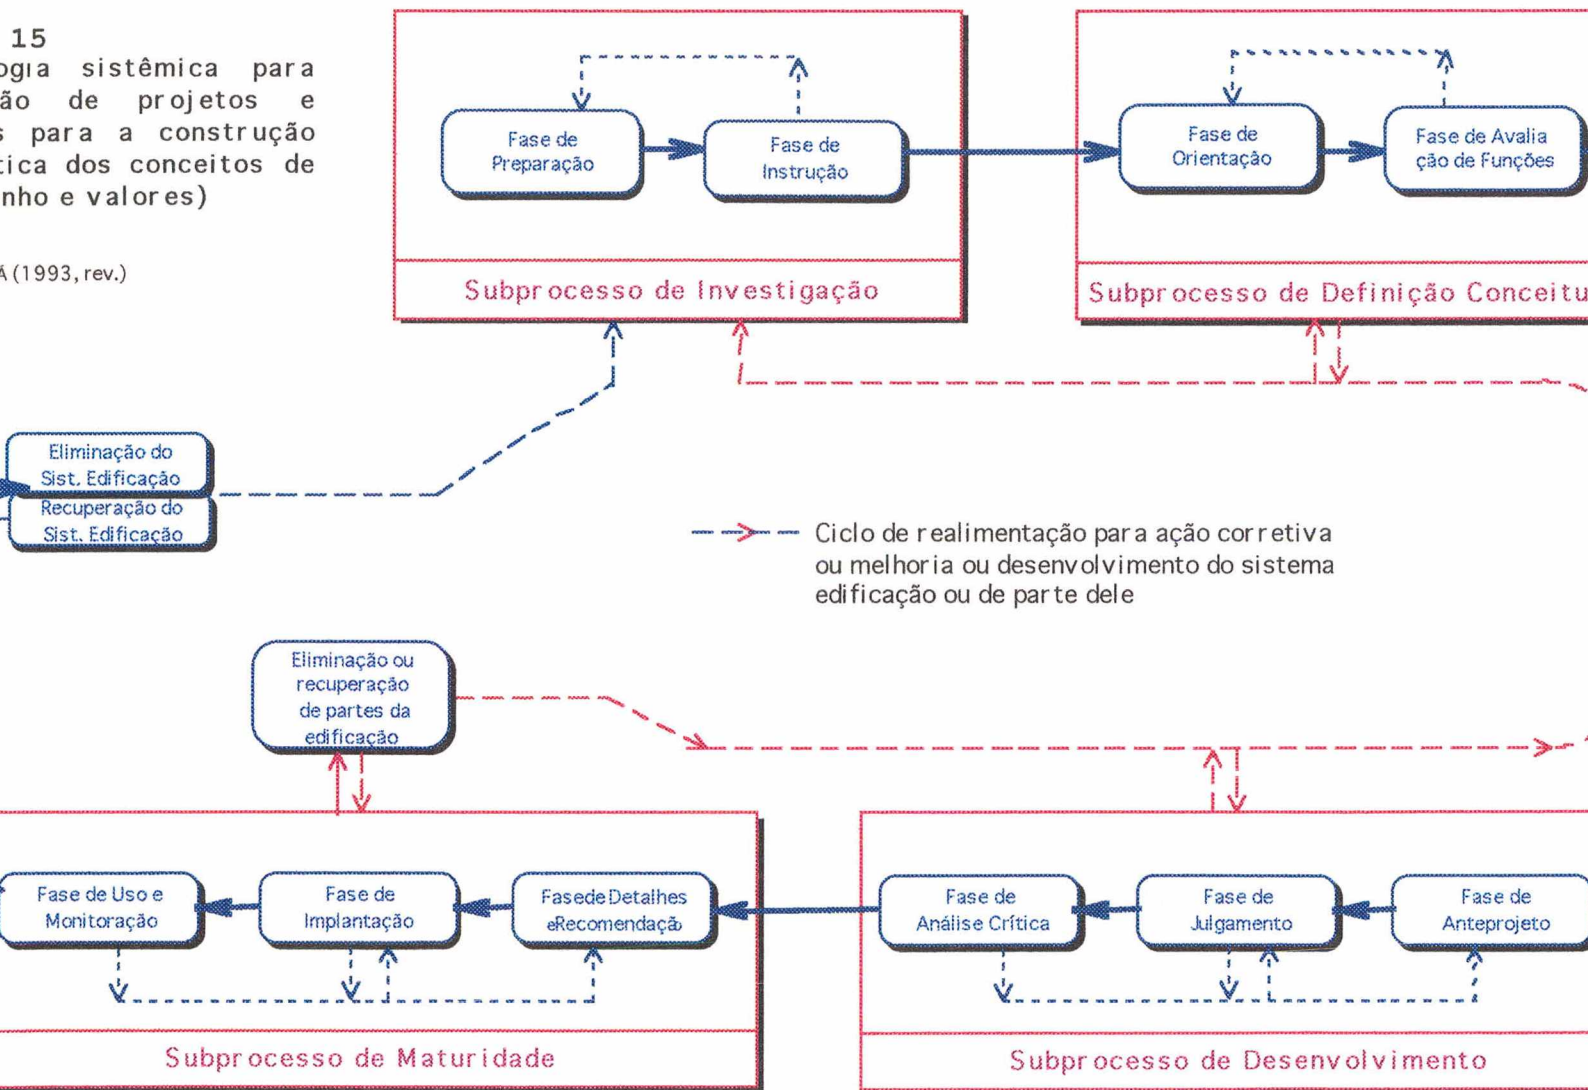 15
ogia sistêmica para
ão de projetos e
s para a construção
tica dos conceitos de
nho e valores)
A (1993, rev.)
Fase de
Preparação
Fase de
Instrução
Subprocesso de Investigação
Fase de
Orientação
Fase de Avalia
ção de Funções
Subprocesso de Definição Conceitu
Eliminação do
Sist. Edificação
Recuperação do
Sist. Edificação
Ciclo de realimentação para ação corretiva
ou melhoria ou desenvolvimento do sistema
edificação ou de parte dele
Eliminação ou
recuperação
de partes da
edificação
Fase de Uso e
Monitoração
Fase de
Implantação
Fase de Detalhes
e Recomendação
Subprocesso de Maturidade
Fase de
Análise Crítica
Fase de
Julgamento
Fase de
Anteprojeto
Subprocesso de Desenvolvimento